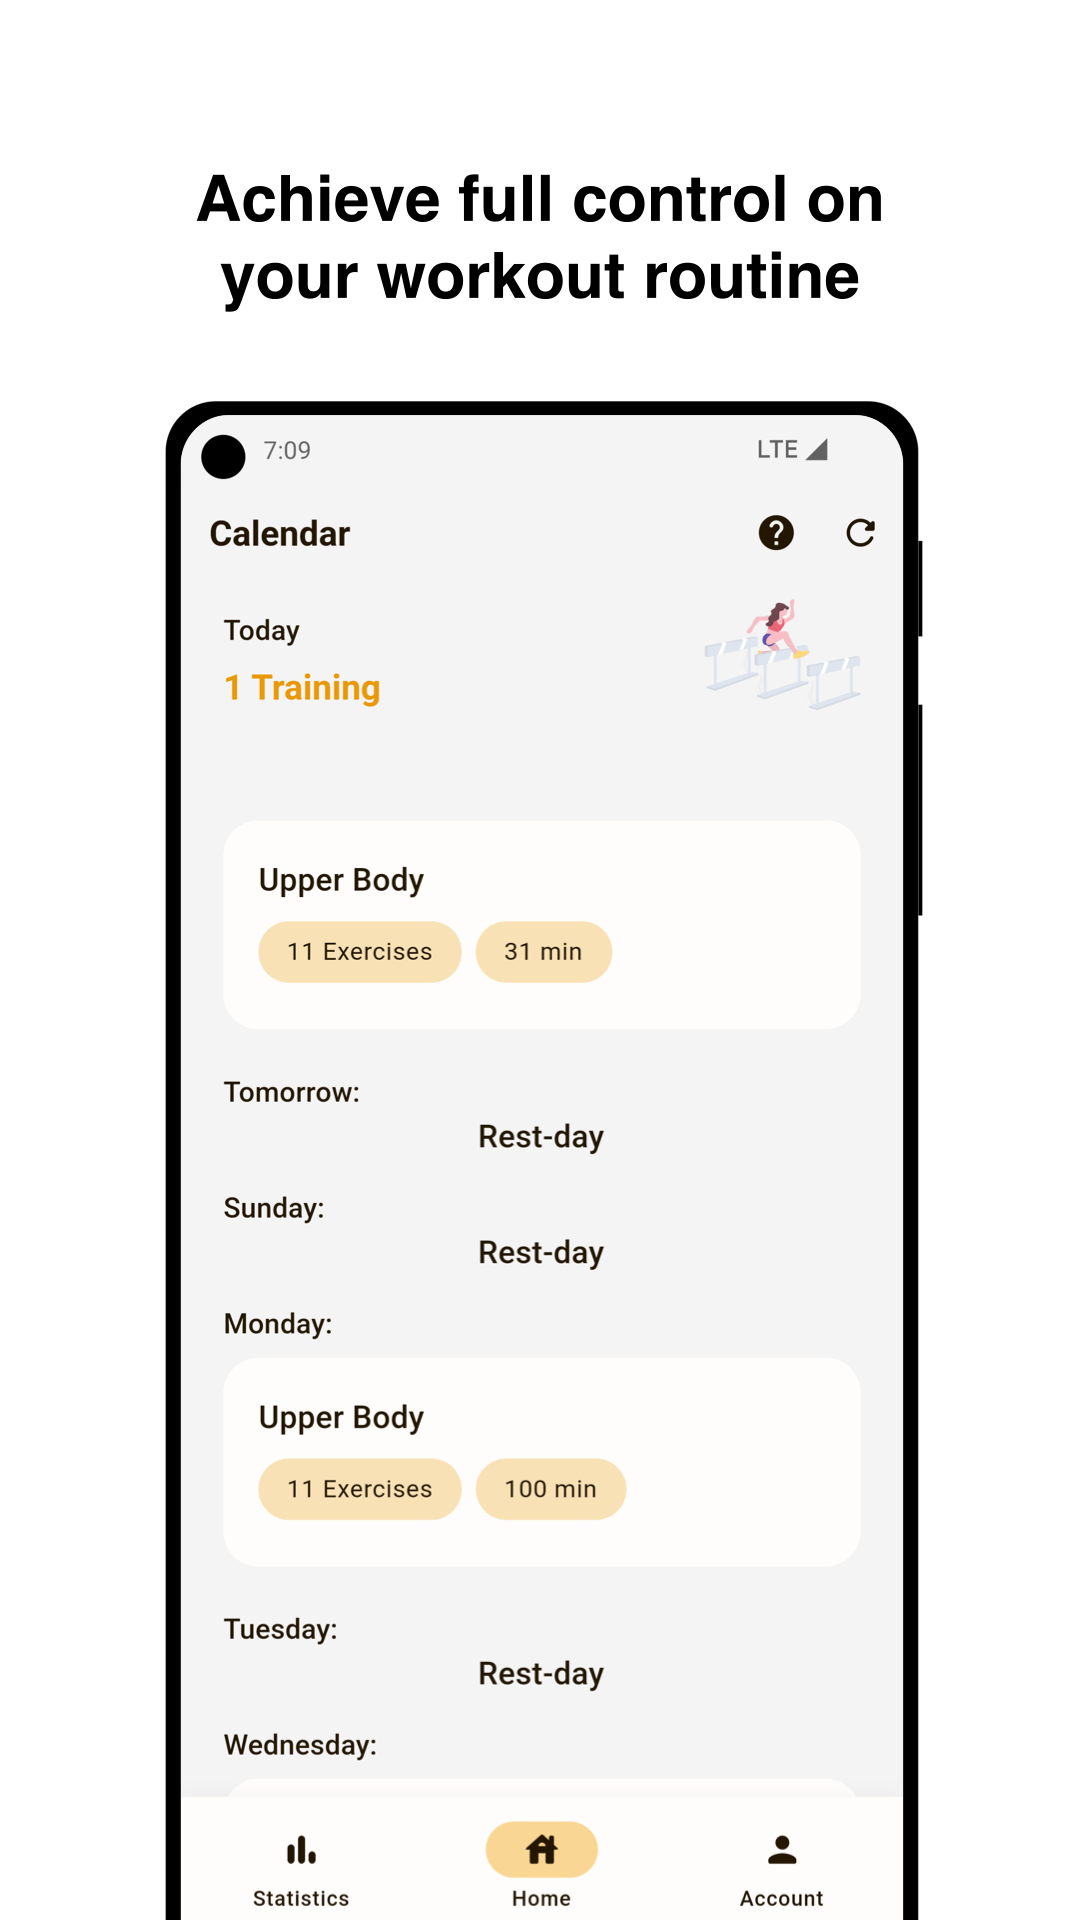 Achieve full control on
your workout routine
7:09 LTE
Calendar
Today
1 Training
Upper Body
11 Exercises 31 min
Tomorrow:
Rest-day
Sunday:
Rest-day
Monday:
Upper Body
11 Exercises 100 min
Tuesday:
Rest-day
Wednesday:
Statistics Home Account